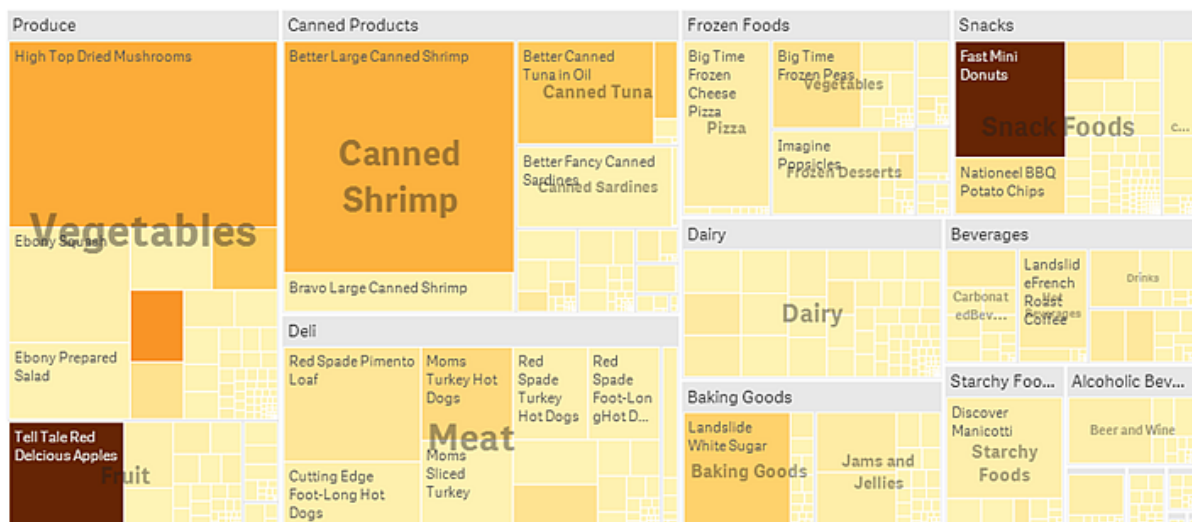 Produce
High Top Dried Mushrooms
Vegetables
Ebony Squash
Ebony Prepared
Salad
Tell Tale Red
Delcious Apples
Fruit
Canned Products
Better Large Canned Shrimp
Canned
Shrimp
Bravo Large Canned Shrimp
Better Canned
Tuna in Oil
Canned Tuna
Better Fancy Canned
Sardines
Canned Sardines
Deli
Red Spade Pimento
Loaf
Cutting Edge
Foot-Long Hot
Dogs
Moms
Turkey Hot
Dogs
Meat
Moms
Sliced
Turkey
Red
Spade
Turkey
Hot Dogs
Red
Spade
Foot-Lon
gHot D...
Frozen Foods
Big Time
Frozen
Cheese
Pizza
Pizza
Big Time
Frozen Peas
Vegetables
Imagine
Popsicles
Frozen Desserts
Dairy
Dairy
Baking Goods
Landslide
White Sugar
Baking Goods
Jams and
Jellies
Snacks
Fast Mini
Donuts
Snack Foods
Nationeel BBQ
Potato Chips
C...
Beverages
Carbonat
edBev...
Landslid
eFrench
Roast
Coffee
Hot
Beverages
Drinks
Starchy Foo...
Discover
Manicotti
Starchy
Foods
Alcoholic Bev...
Beer and Wine